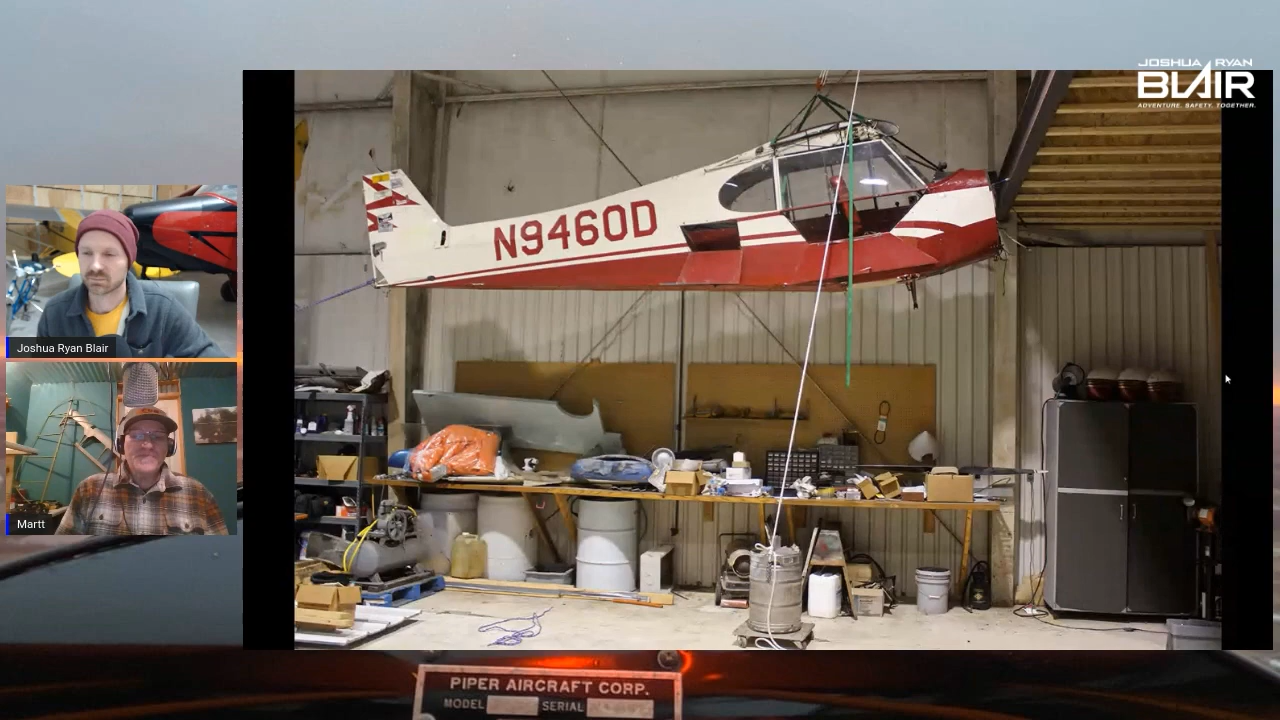 JOSHUA RYAN
BLAIR
ADVENTURE. SAFETY. TOGETHER.
N9460D
Joshua Ryan Blair
Martt
PIPER AIRCRAFT CORP.
MODEL SERIAL